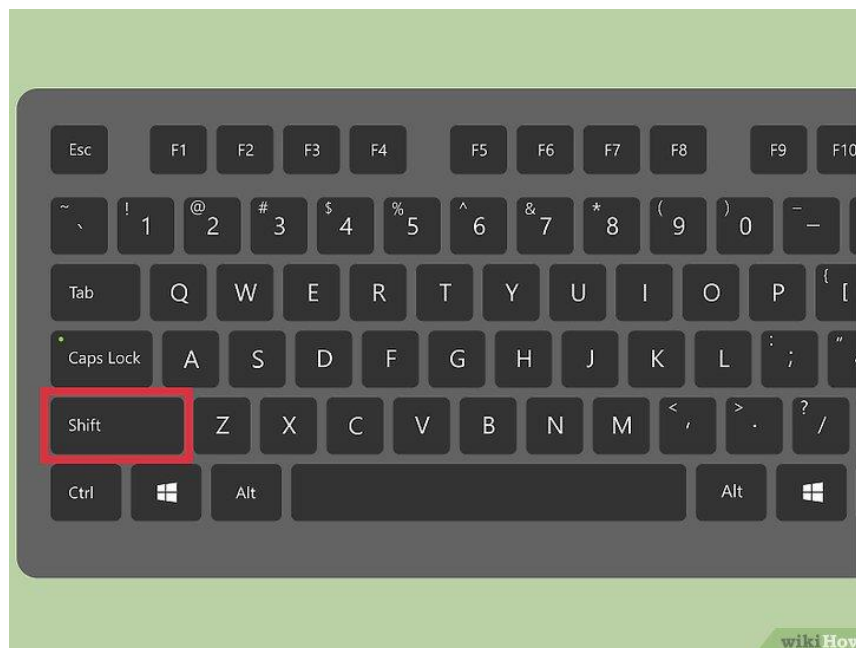 Esc F1 F2 F3 F4 F5 F6 F7 F8 F9 F10
~ ` ! 1 @ 2 # 3 $ 4 % 5 ^ 6 & 7 * 8 ( 9 ) 0 – —
Tab Q W E R T Y U I O P { [
Caps Lock A S D F G H J K L : ; "
Shift Z X C V B N M < , > . ? /
Ctrl Alt Alt
wikiHow